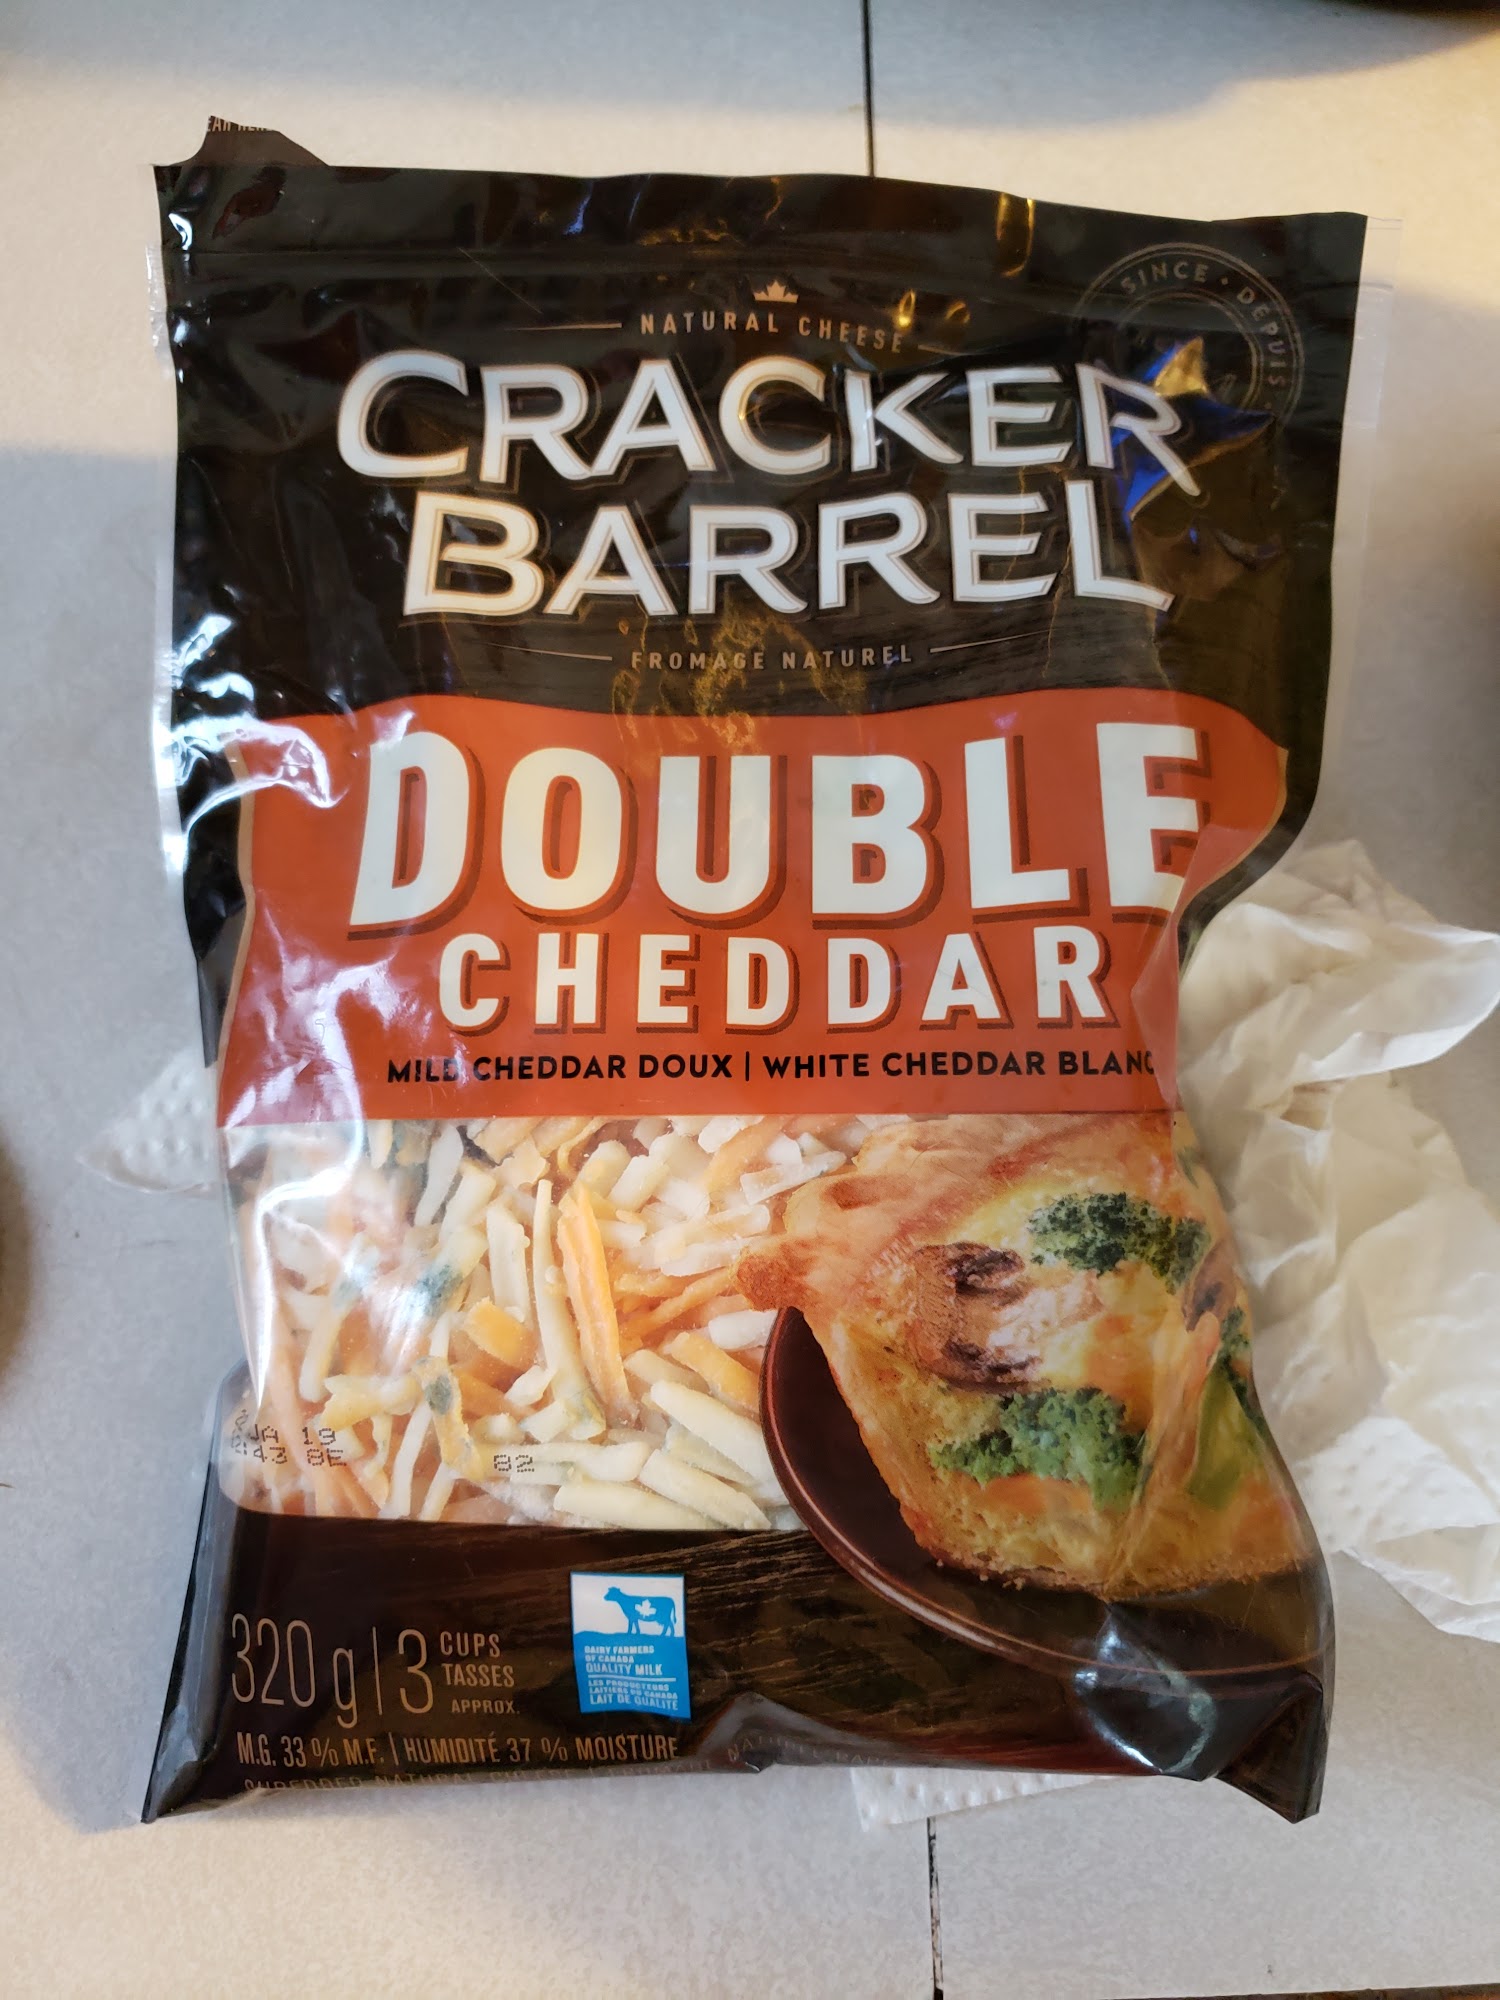 NATURAL CHEESE
SINCE • DEPUIS
CRACKER
BARREL
FROMAGE NATUREL
DOUBLE
CHEDDAR
MILD CHEDDAR DOUX | WHITE CHEDDAR BLANC
JA 19
82
320 g | 3 CUPS
TASSES
APPROX.
DAIRY FARMERS
OF CANADA
QUALITY MILK
LES PRODUCTEURS
LAITIERS DU CANADA
LAIT DE QUALITÉ
M.G. 33 % M.F. | HUMIDITÉ 37 % MOISTURE
SHREDDED NATURAL